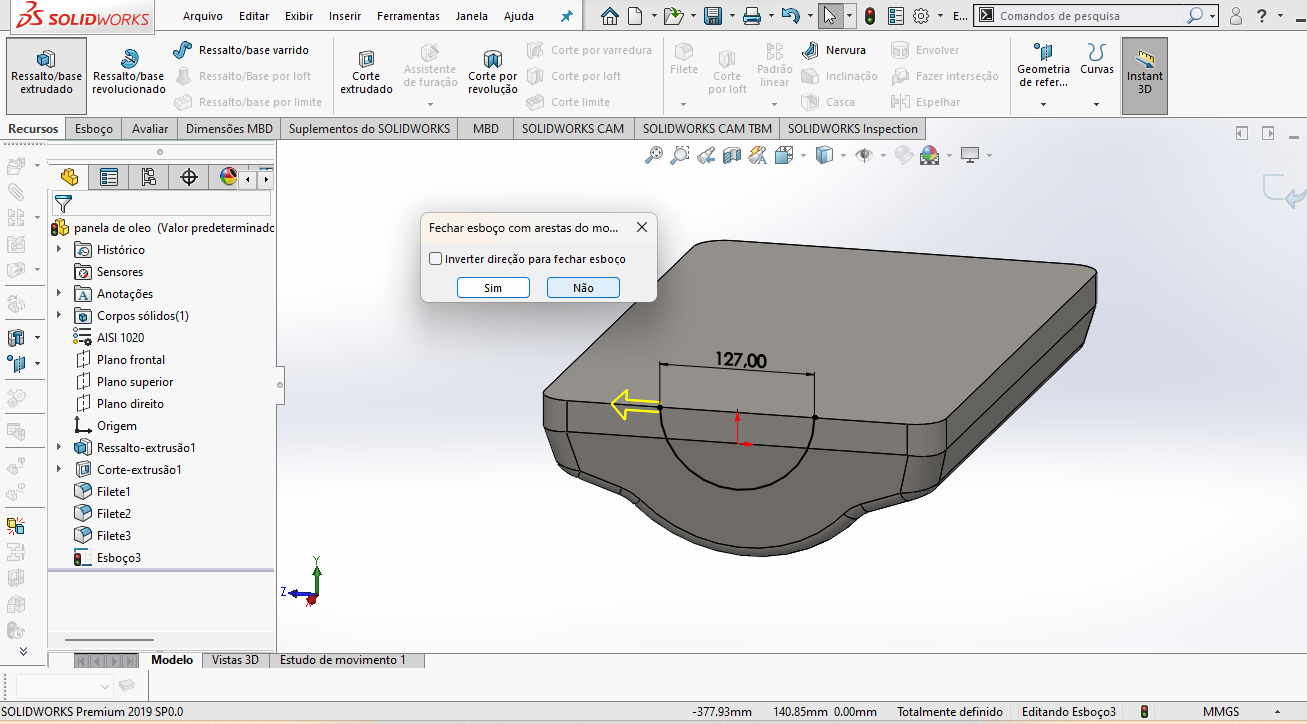 SOLIDWORKS
Arquivo Editar Exibir Inserir Ferramentas Janela Ajuda
E...
Comandos de pesquisa
?
Ressalto/base extrudado
Ressalto/base revolucionado
Ressalto/base varrido
Ressalto/Base por loft
Ressalto/base por limite
Corte extrudado
Assistente de furação
Corte por revolução
Corte por varredura
Corte por loft
Corte limite
Filete
Corte por loft
Padrão linear
Nervura
Inclinação
Casca
Envolver
Fazer interseção
Espelhar
Geometria de refer...
Curvas
Instant 3D
Recursos Esboço Avaliar Dimensões MBD Suplementos do SOLIDWORKS MBD SOLIDWORKS CAM SOLIDWORKS CAM TBM SOLIDWORKS Inspection
panela de oleo (Valor predeterminado
Histórico
Sensores
Anotações
Corpos sólidos(1)
AISI 1020
Plano frontal
Plano superior
Plano direito
Origem
Ressalto-extrusão1
Corte-extrusão1
Filete1
Filete2
Filete3
Esboço3
Fechar esboço com arestas do mo...
Inverter direção para fechar esboço
Sim Não
127,00
Y
Z
X
Modelo Vistas 3D Estudo de movimento 1
SOLIDWORKS Premium 2019 SP0.0 -377.93mm 140.85mm 0.00mm Totalmente definido Editando Esboço3 MMGS